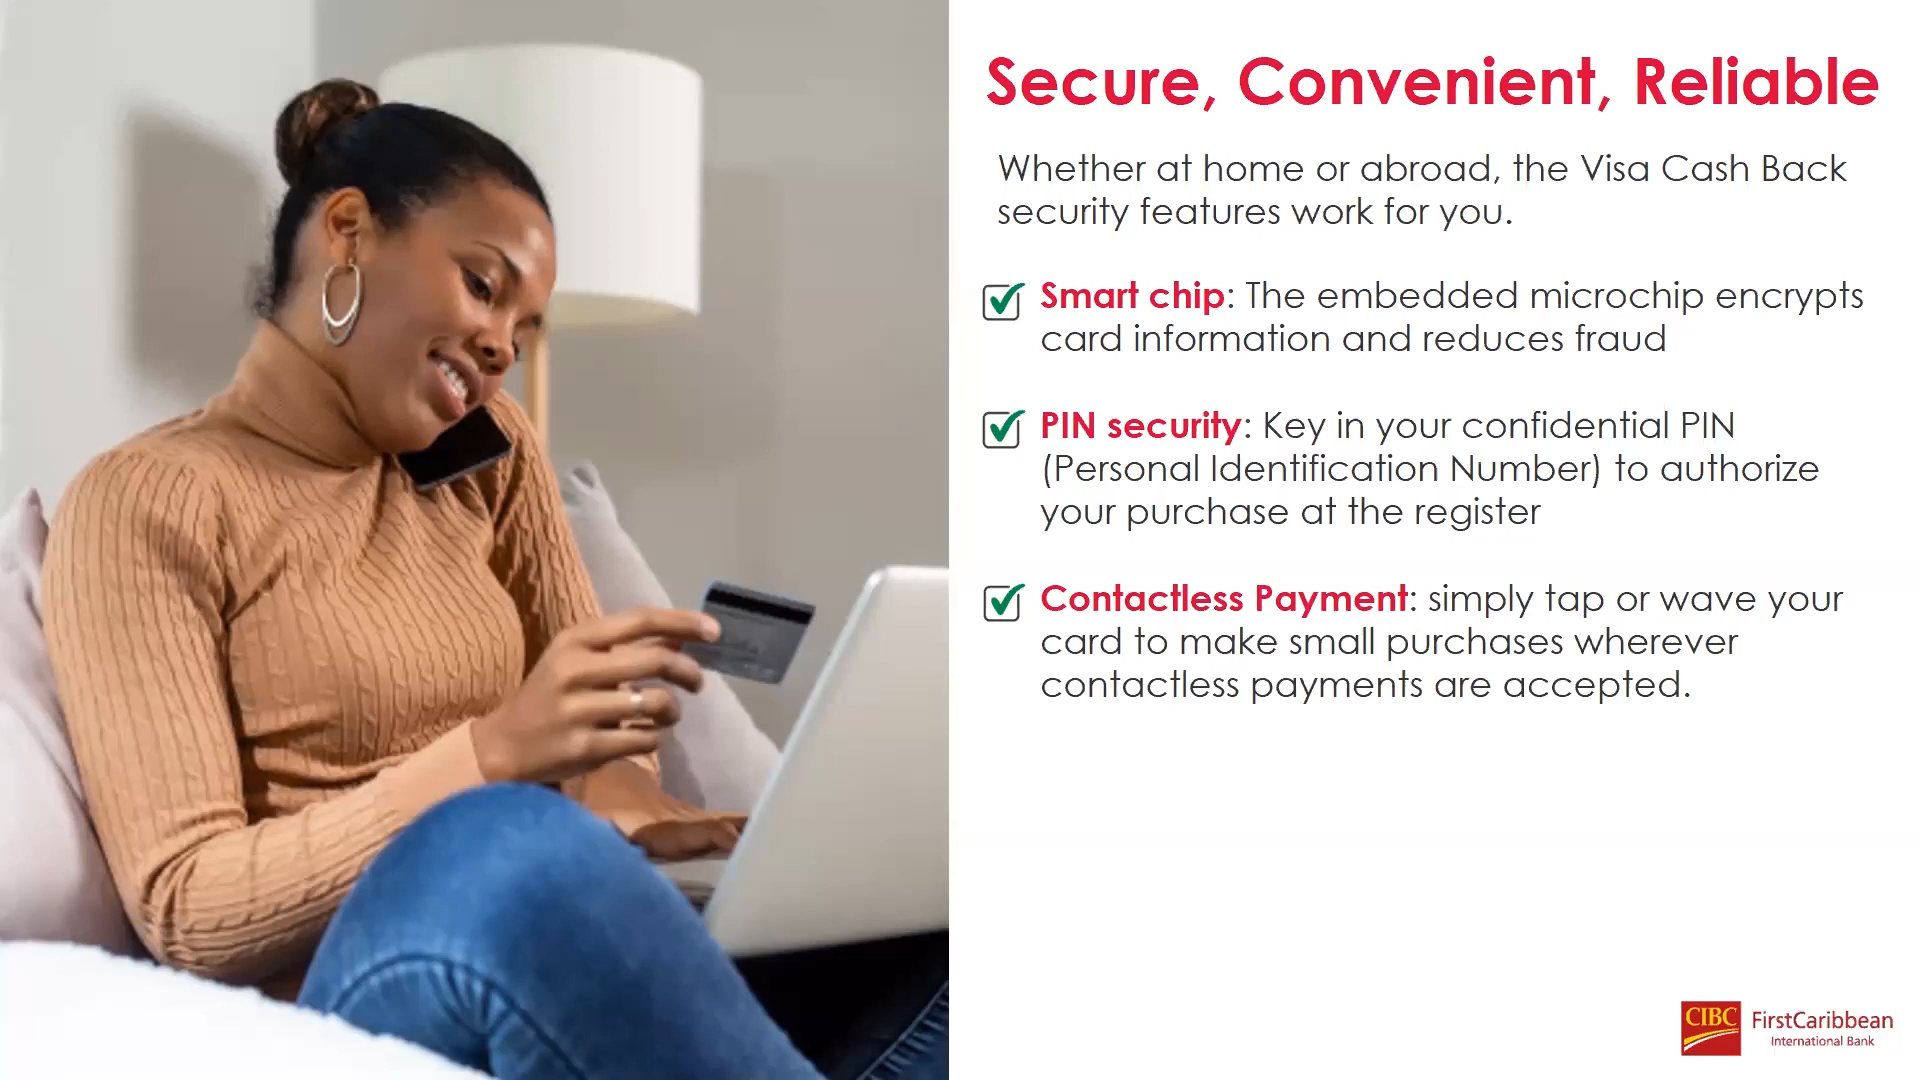 Secure, Convenient, Reliable
Whether at home or abroad, the Visa Cash Back
security features work for you.
Smart chip: The embedded microchip encrypts
card information and reduces fraud
PIN security: Key in your confidential PIN
(Personal Identification Number) to authorize
your purchase at the register
Contactless Payment: simply tap or wave your
card to make small purchases wherever
contactless payments are accepted.
CIBC FirstCaribbean
International Bank